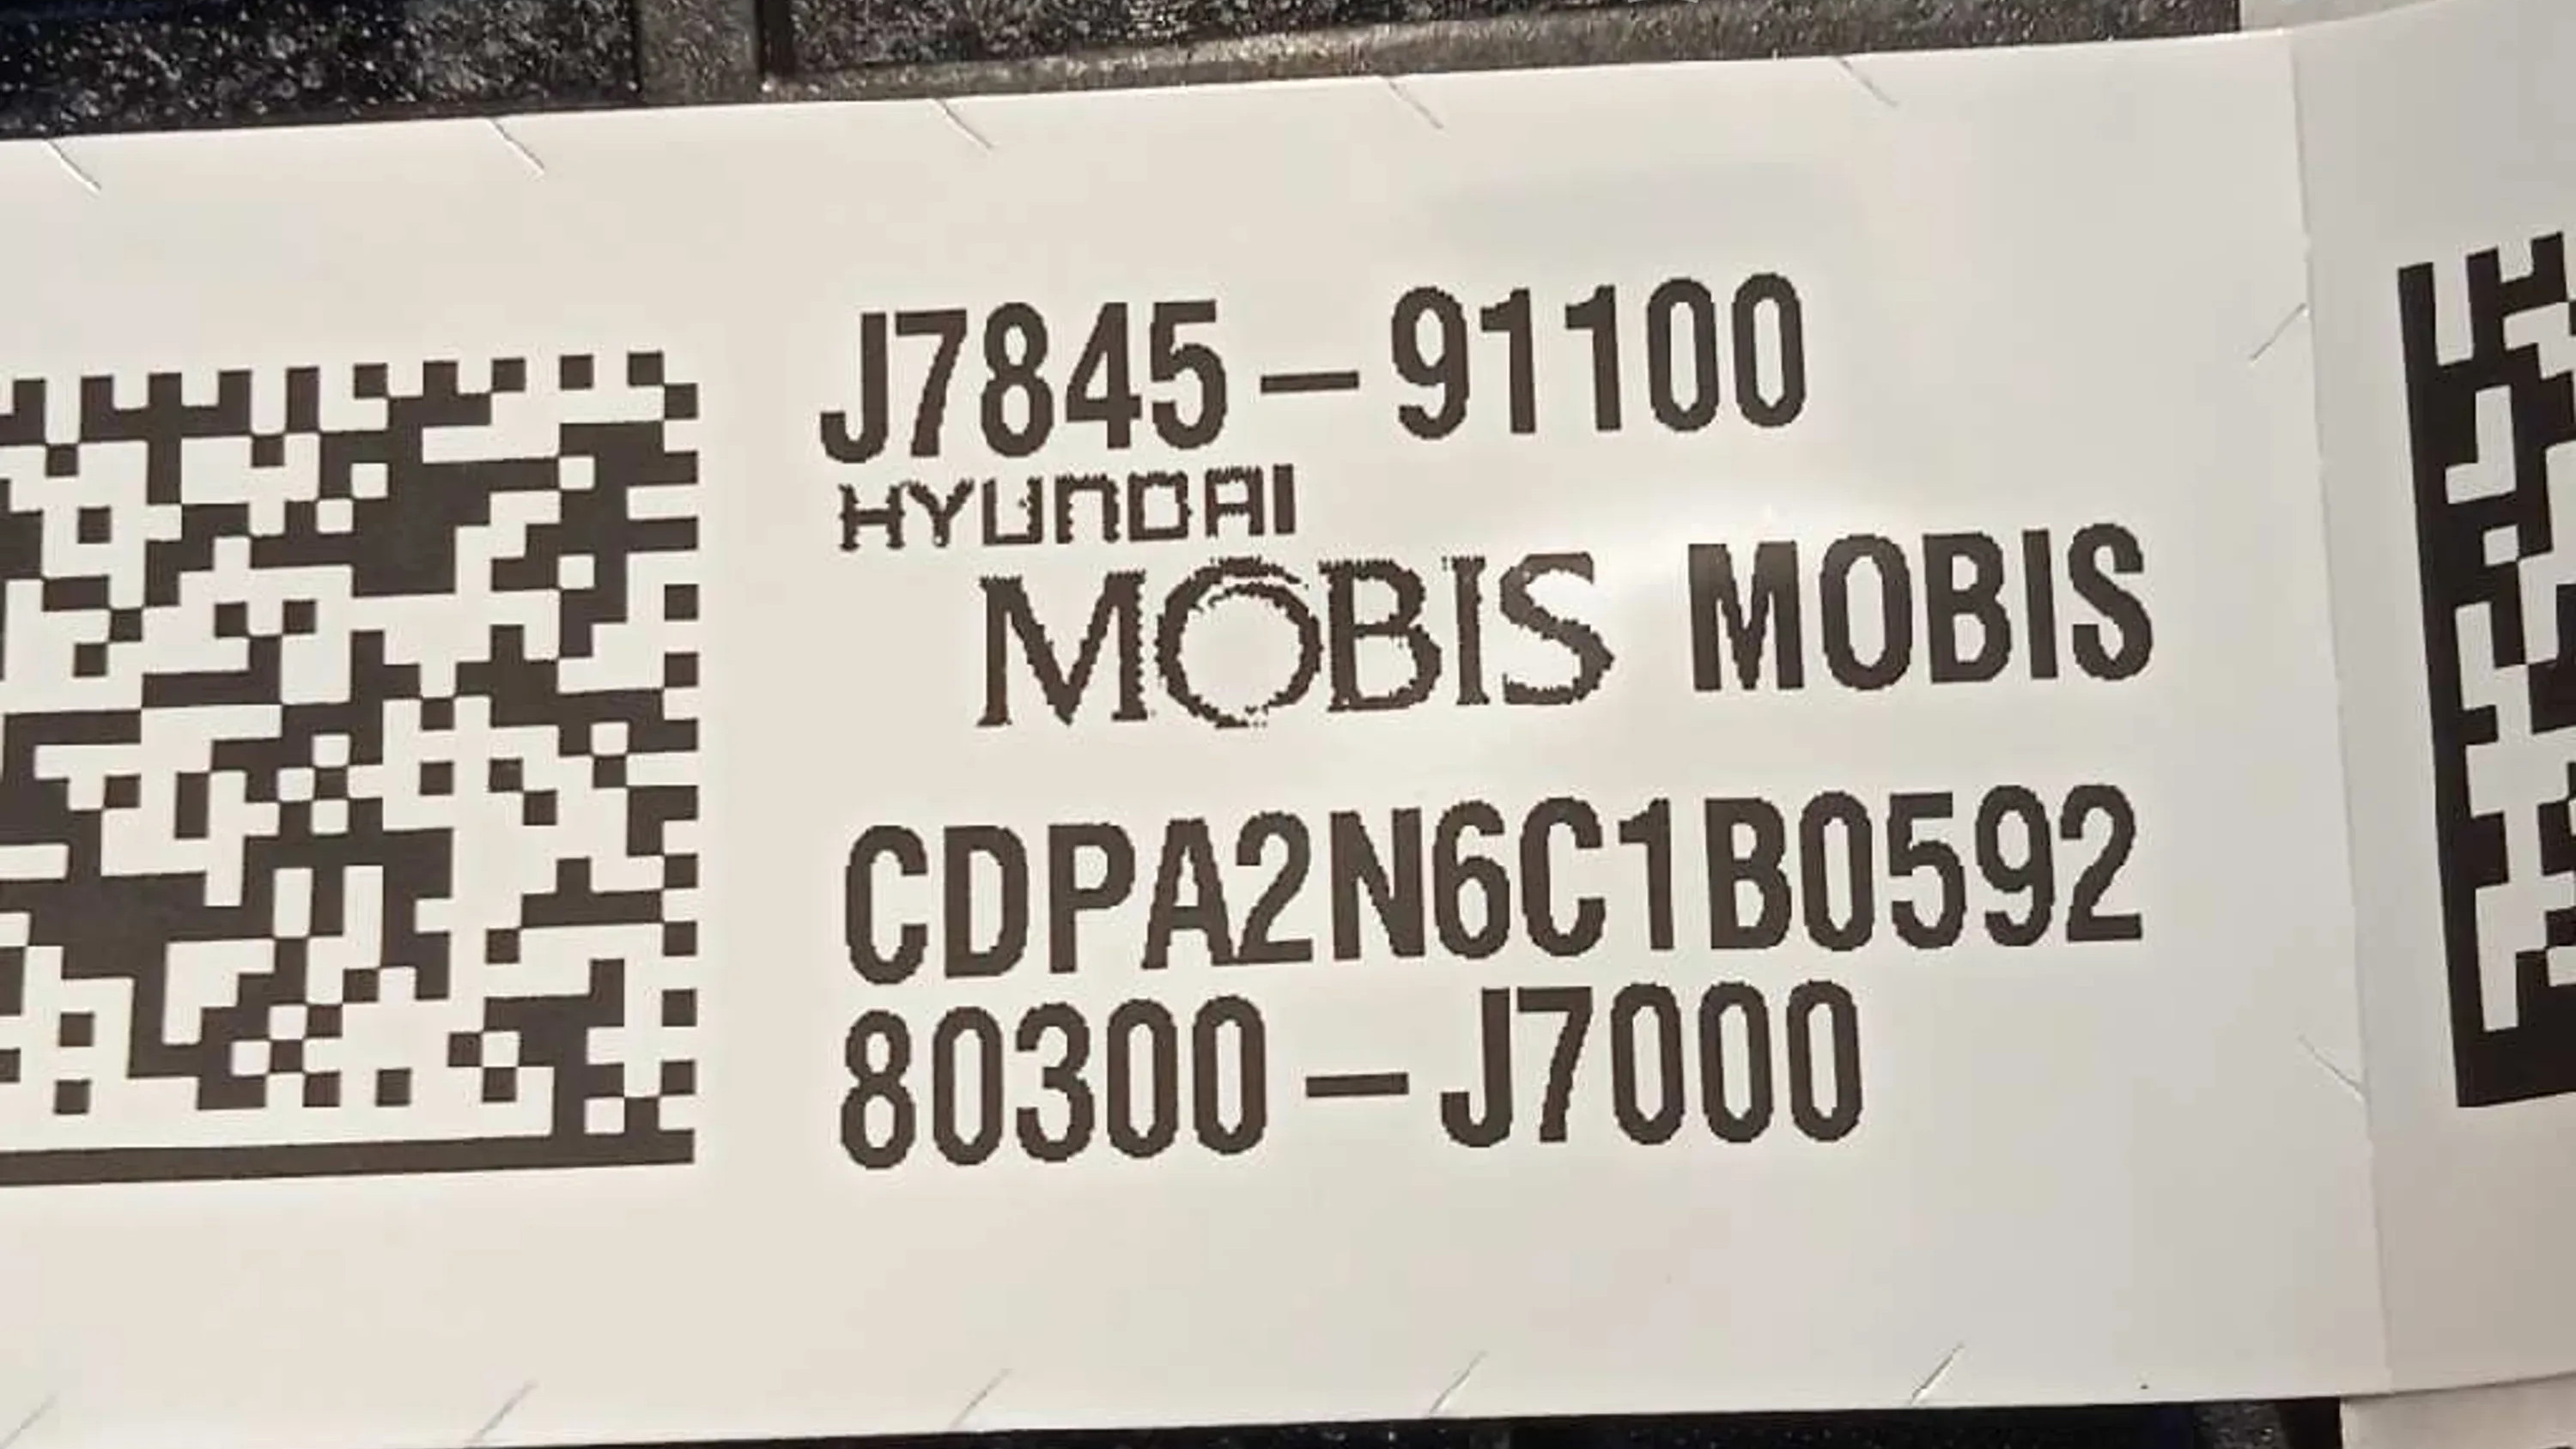 J7845-91100
HYUNDAI
MOBIS MOBIS
CDPA2N6C1B0592
80300-J7000